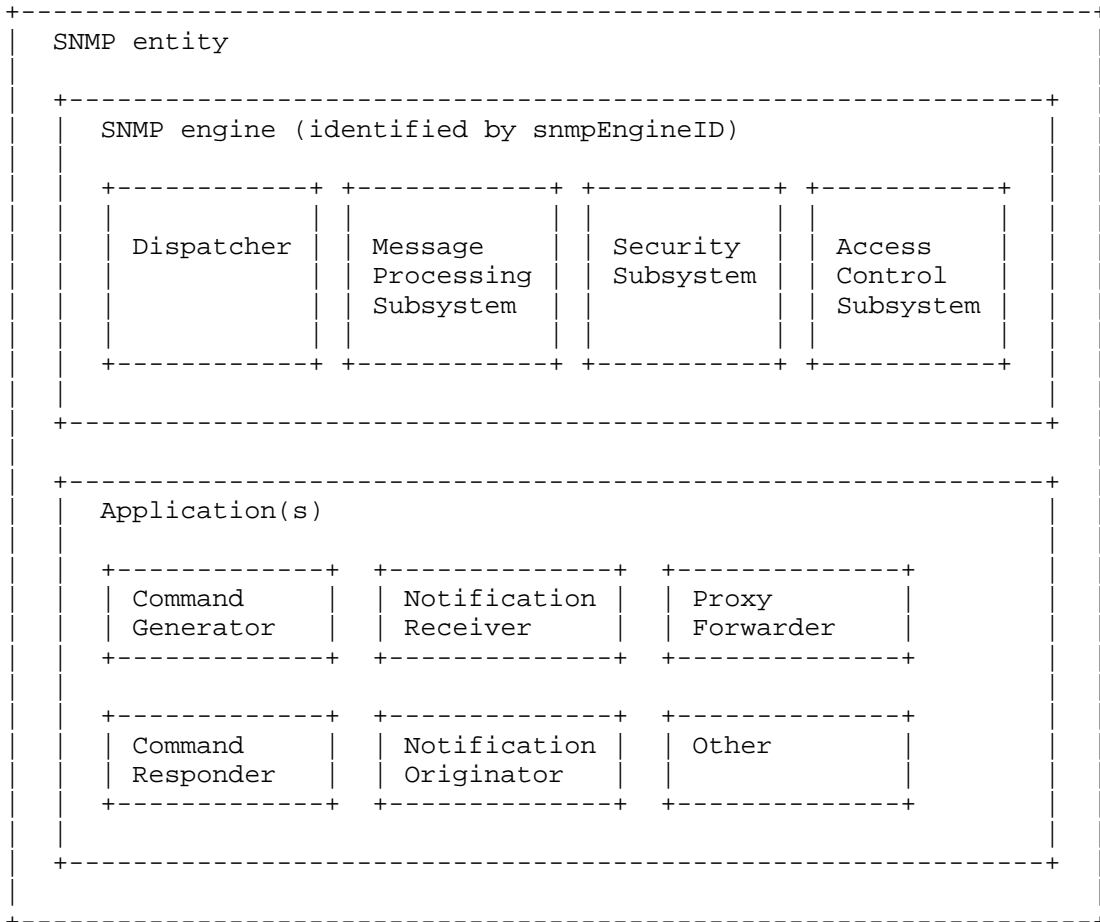 SNMP entity
SNMP engine (identified by snmpEngineID)
Dispatcher Message Security Access
Processing Subsystem Control
Subsystem Subsystem
Application(s)
Command Notification Proxy
Generator Receiver Forwarder
Command Notification Other
Responder Originator